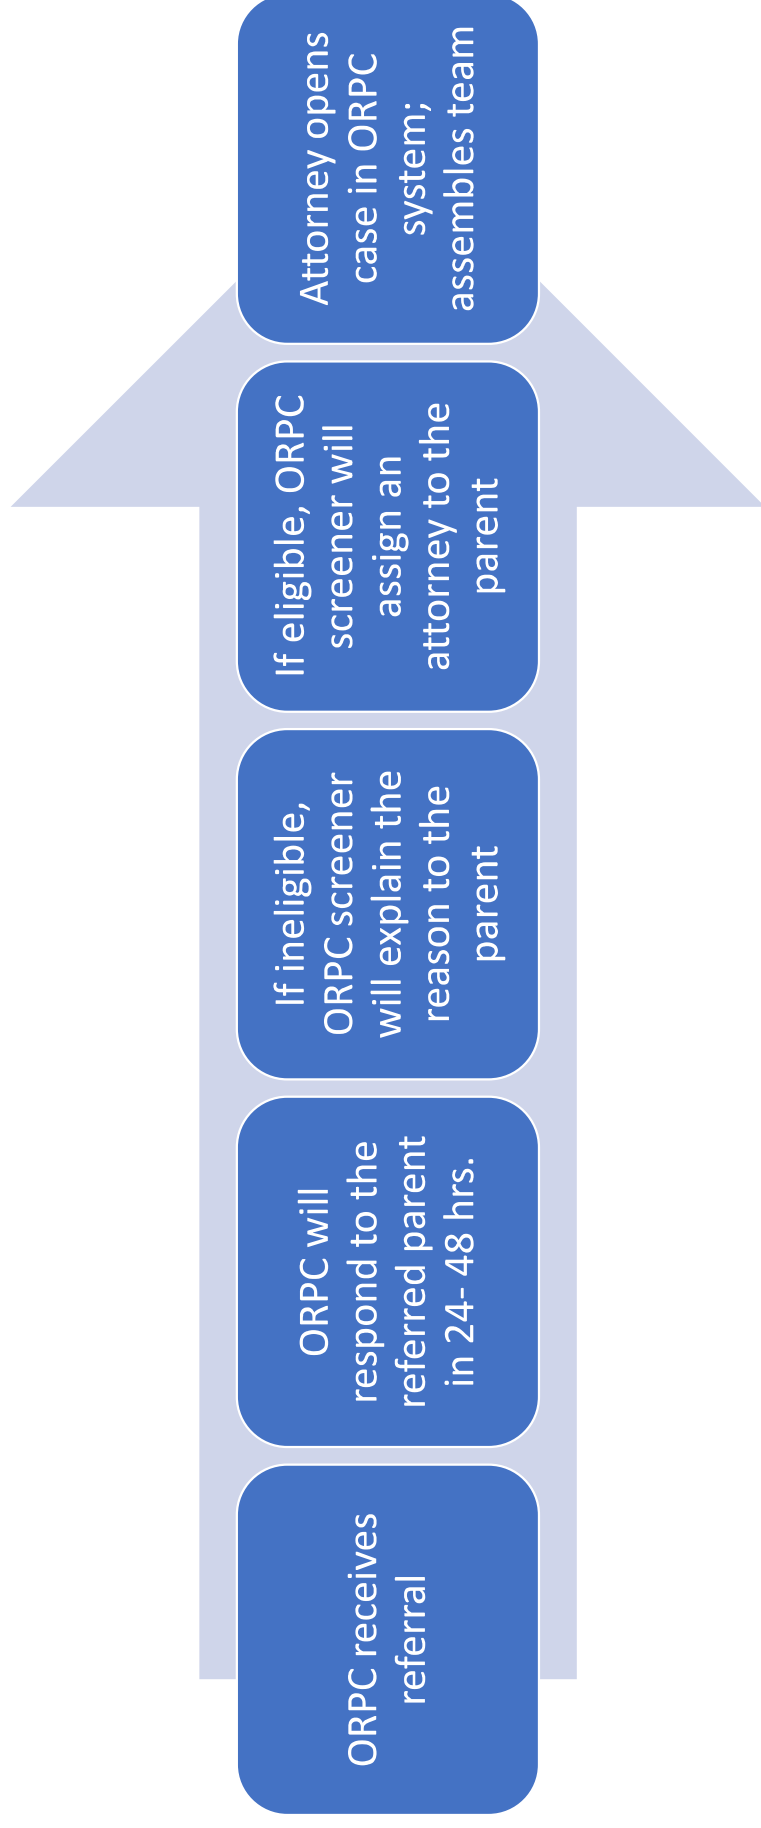 ORPC receives
referral
ORPC will
respond to the
referred parent
in 24- 48 hrs.
If ineligible,
ORPC screener
will explain the
reason to the
parent
If eligible, ORPC
screener will
assign an
attorney to the
parent
Attorney opens
case in ORPC
system;
assembles team